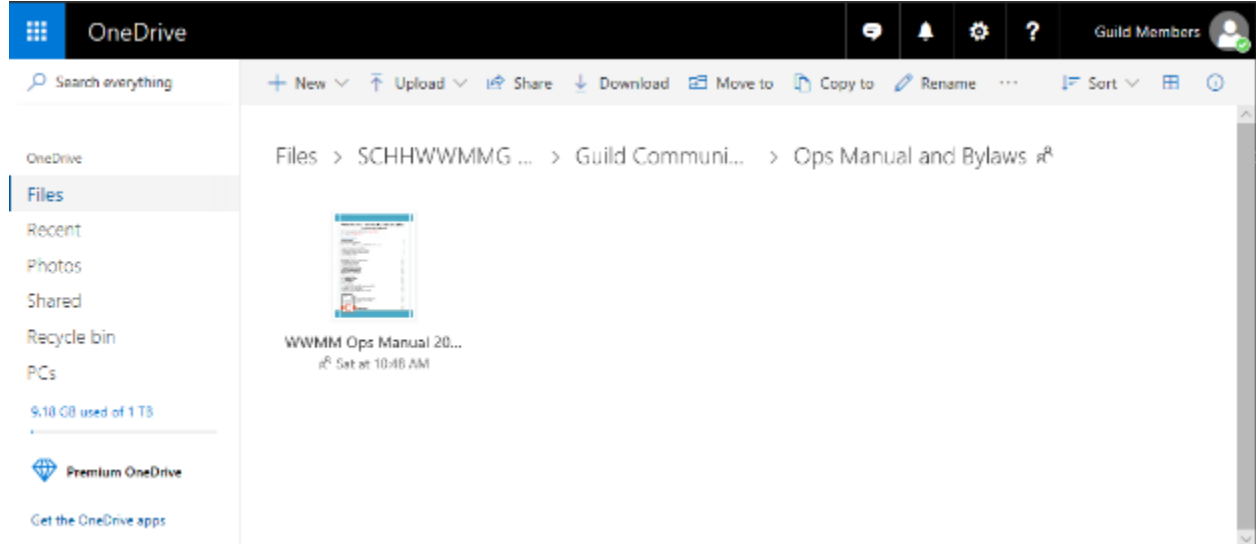 OneDrive
?
Guild Members
Search everything
New
Upload
Share
Download
Move to
Copy to
Rename
...
Sort
OneDrive
Files
Recent
Photos
Shared
Recycle bin
PCs
9.18 GB used of 1 TB
Premium OneDrive
Get the OneDrive apps
Files > SCHHWWMMG ... > Guild Communi... > Ops Manual and Bylaws
WWMM Ops Manual 20...
Sat at 10:48 AM